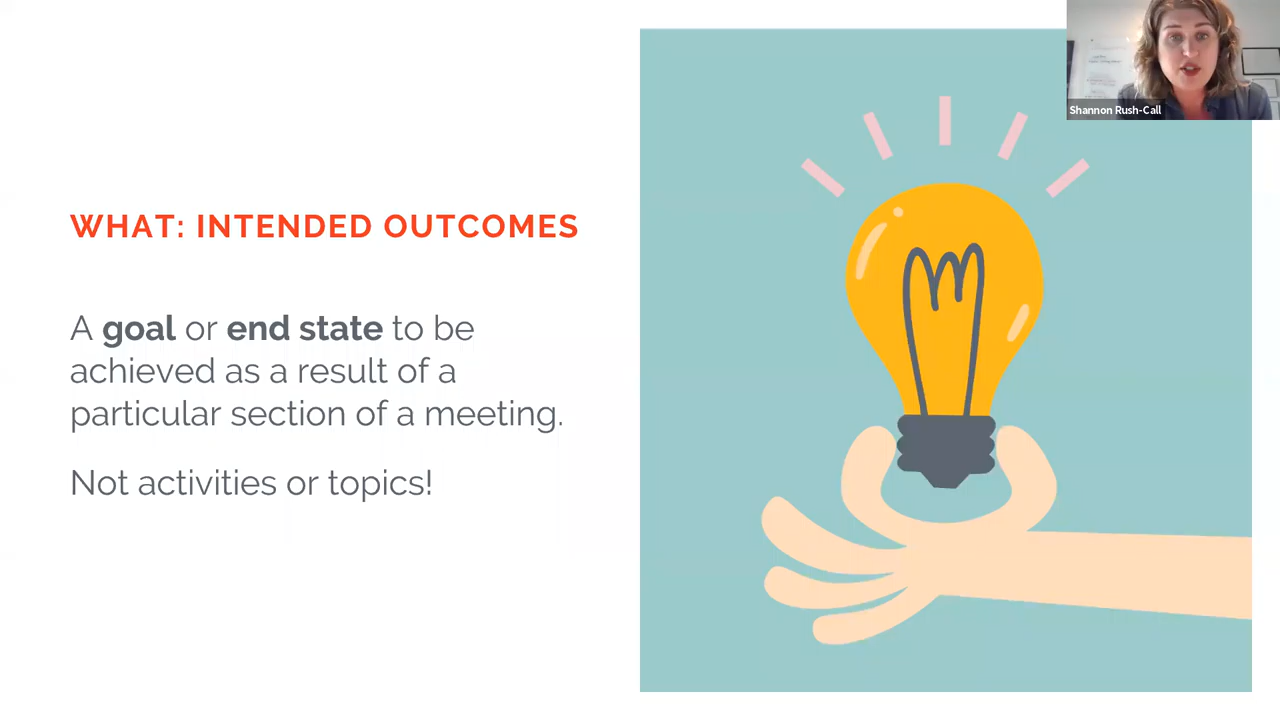 WHAT: INTENDED OUTCOMES
A goal or end state to be
achieved as a result of a
particular section of a meeting.
Not activities or topics!
Shannon Rush-Call